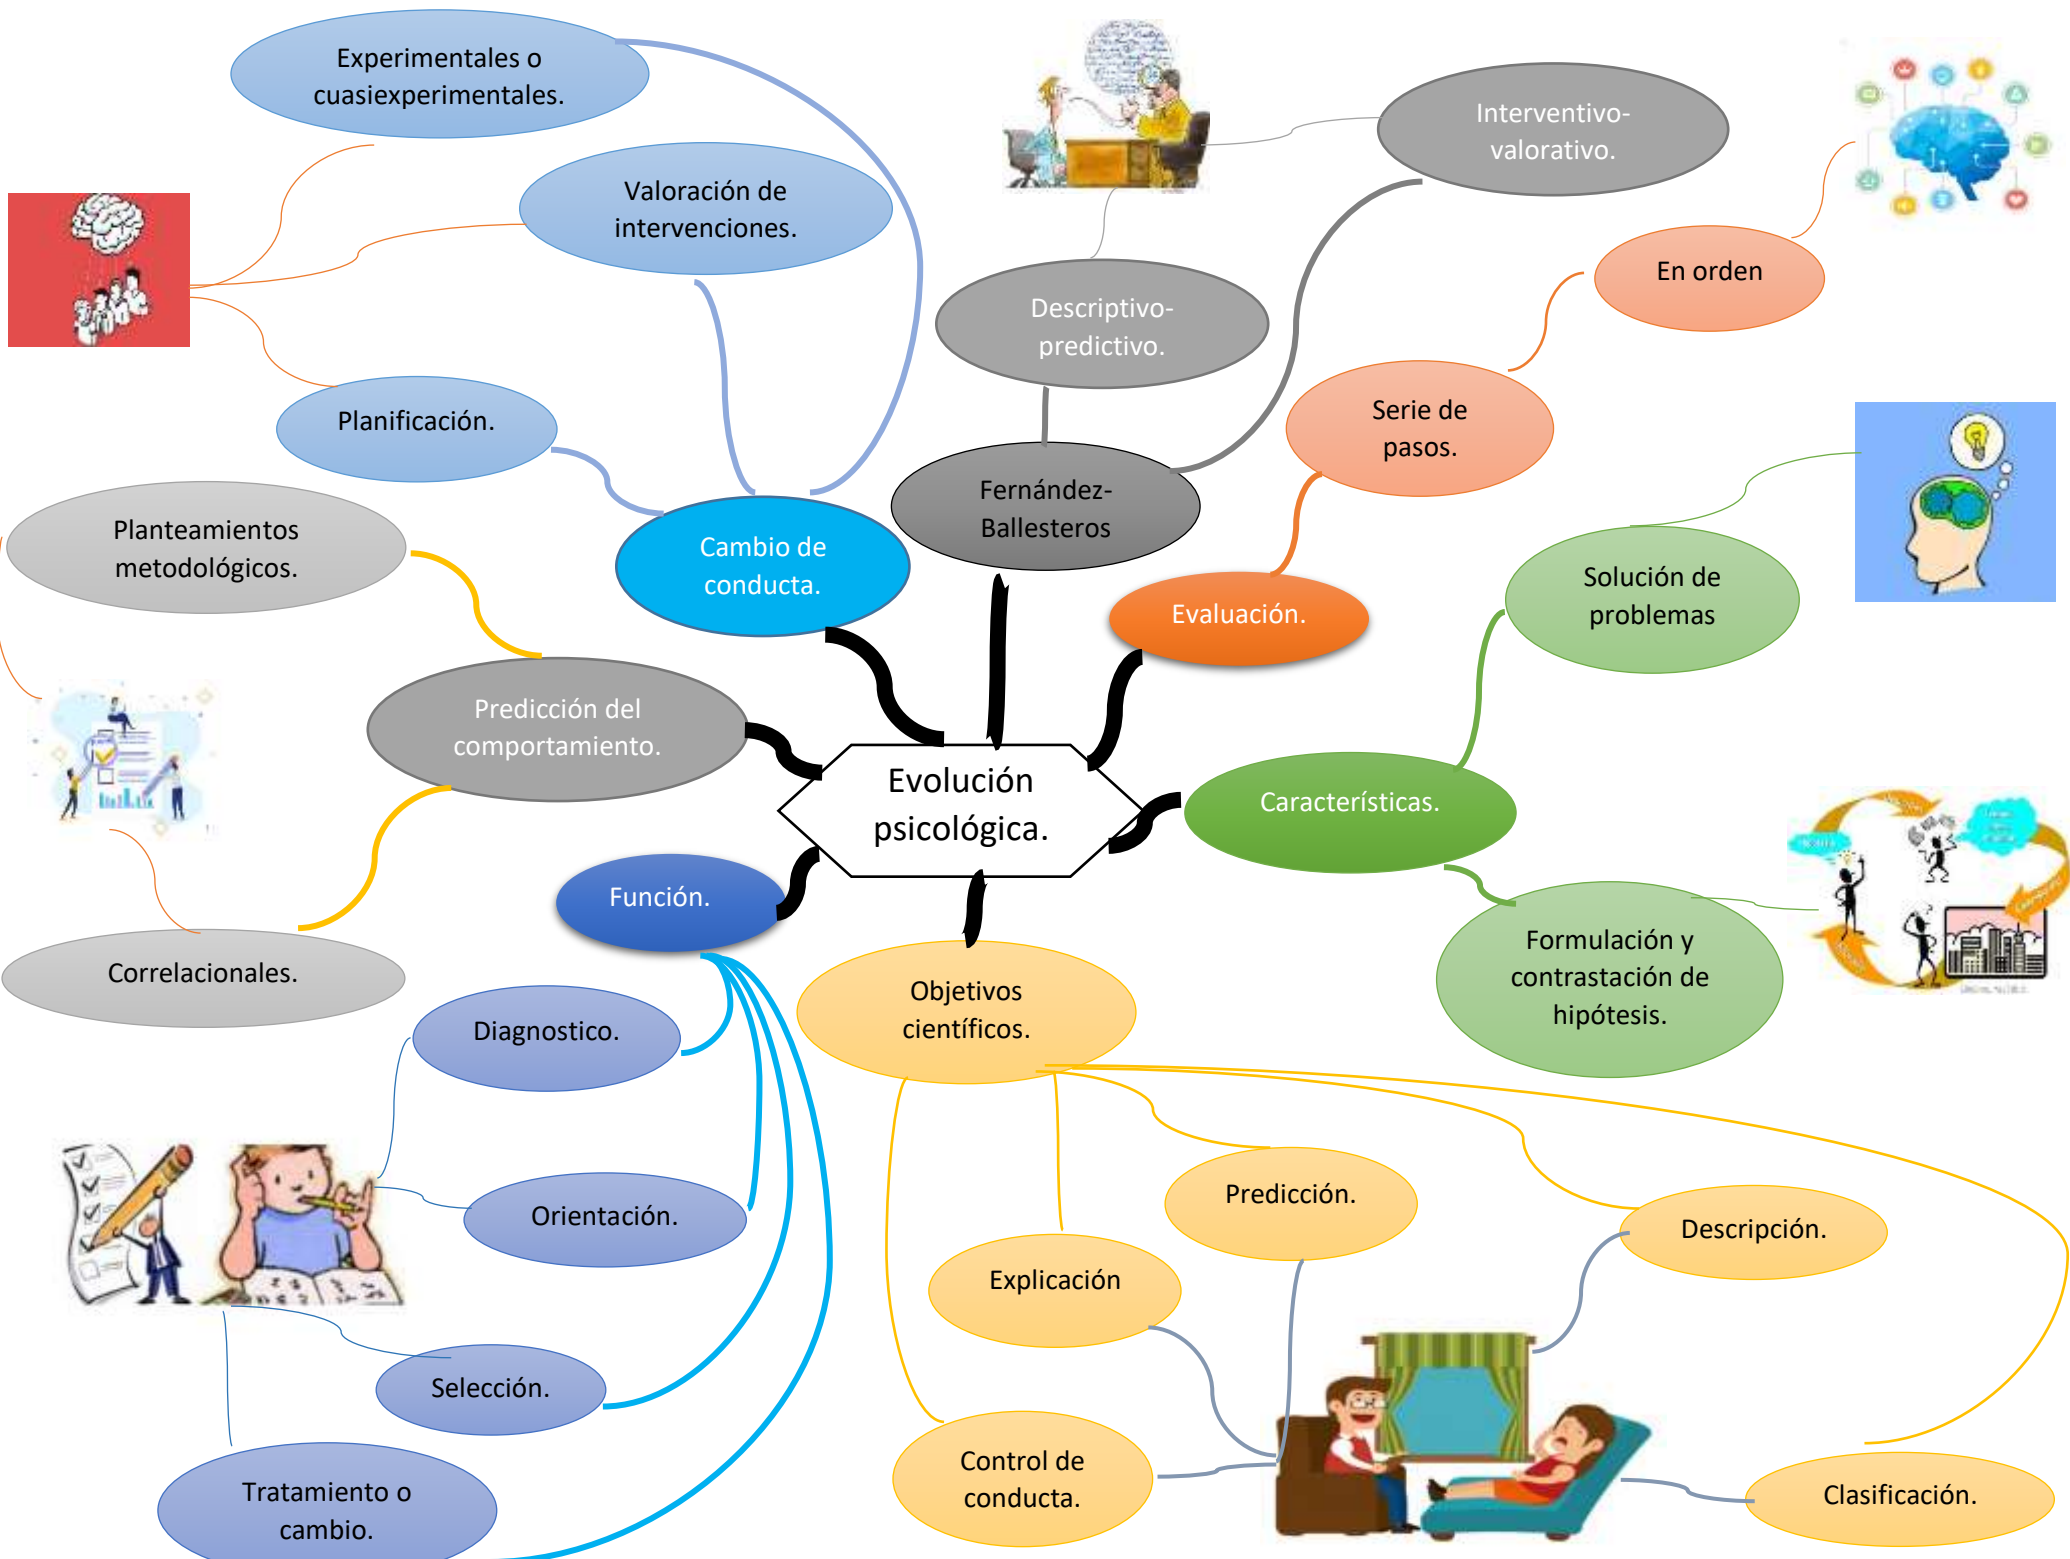 Experimentales o
cuasiexperimentales.
Valoración de
intervenciones.
Planificación.
Cambio de
conducta.
Interventivo-
valorativo.
Descriptivo-
predictivo.
Fernández-
Ballesteros
En orden
Serie de
pasos.
Evaluación.
Solución de
problemas
Características.
Formulación y
contrastación de
hipótesis.
Planteamientos
metodológicos.
Predicción del
comportamiento.
Correlacionales.
Evolución
psicológica.
Función.
Diagnostico.
Orientación.
Selección.
Tratamiento o
cambio.
Objetivos
científicos.
Predicción.
Descripción.
Explicación
Control de
conducta.
Clasificación.